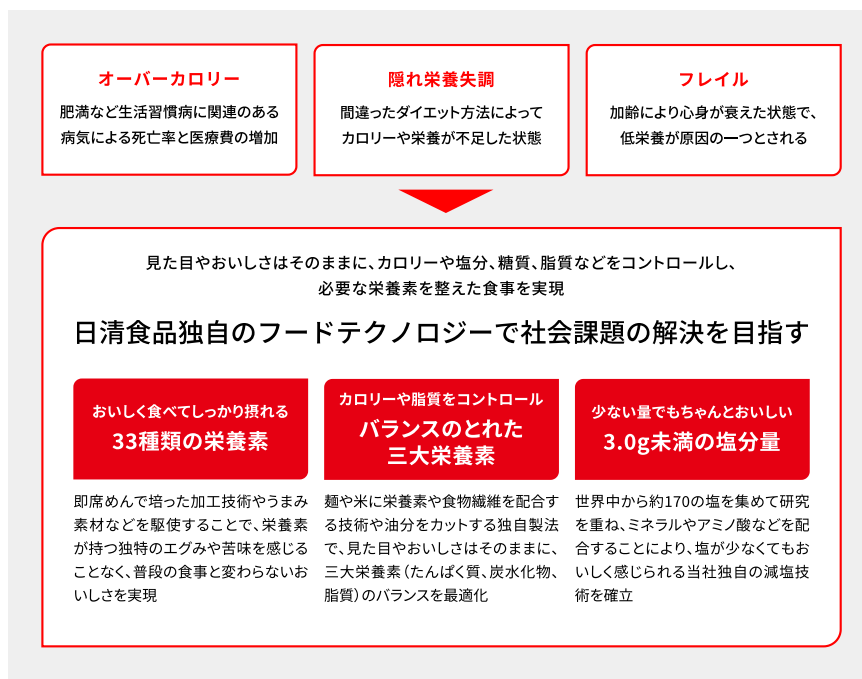 オーバーカロリー
肥満など生活習慣病に関連のある
病気による死亡率と医療費の増加
隠れ栄養失調
間違ったダイエット方法によって
カロリーや栄養が不足した状態
フレイル
加齢により心身が衰えた状態で、
低栄養が原因の一つとされる
見た目やおいしさはそのままに、カロリーや塩分、糖質、脂質などをコントロールし、
必要な栄養素を整えた食事を実現
日清食品独自のフードテクノロジーで社会課題の解決を目指す
おいしく食べてしっかり摂れる
33種類の栄養素
即席めんで培った加工技術やうまみ
素材などを駆使することで、栄養素
が持つ独特のエグみや苦味を感じる
ことなく、普段の食事と変わらないお
いしさを実現
カロリーや脂質をコントロール
バランスのとれた
三大栄養素
麺や米に栄養素や食物繊維を配合す
る技術や油分をカットする独自製法
で、見た目やおいしさはそのままに、
三大栄養素（たんぱく質、炭水化物、
脂質）のバランスを最適化
少ない量でもちゃんとおいしい
3.0g未満の塩分量
世界中から約170の塩を集めて研究
を重ね、ミネラルやアミノ酸などを配
合することにより、塩が少なくてもお
いしく感じられる当社独自の減塩技
術を確立